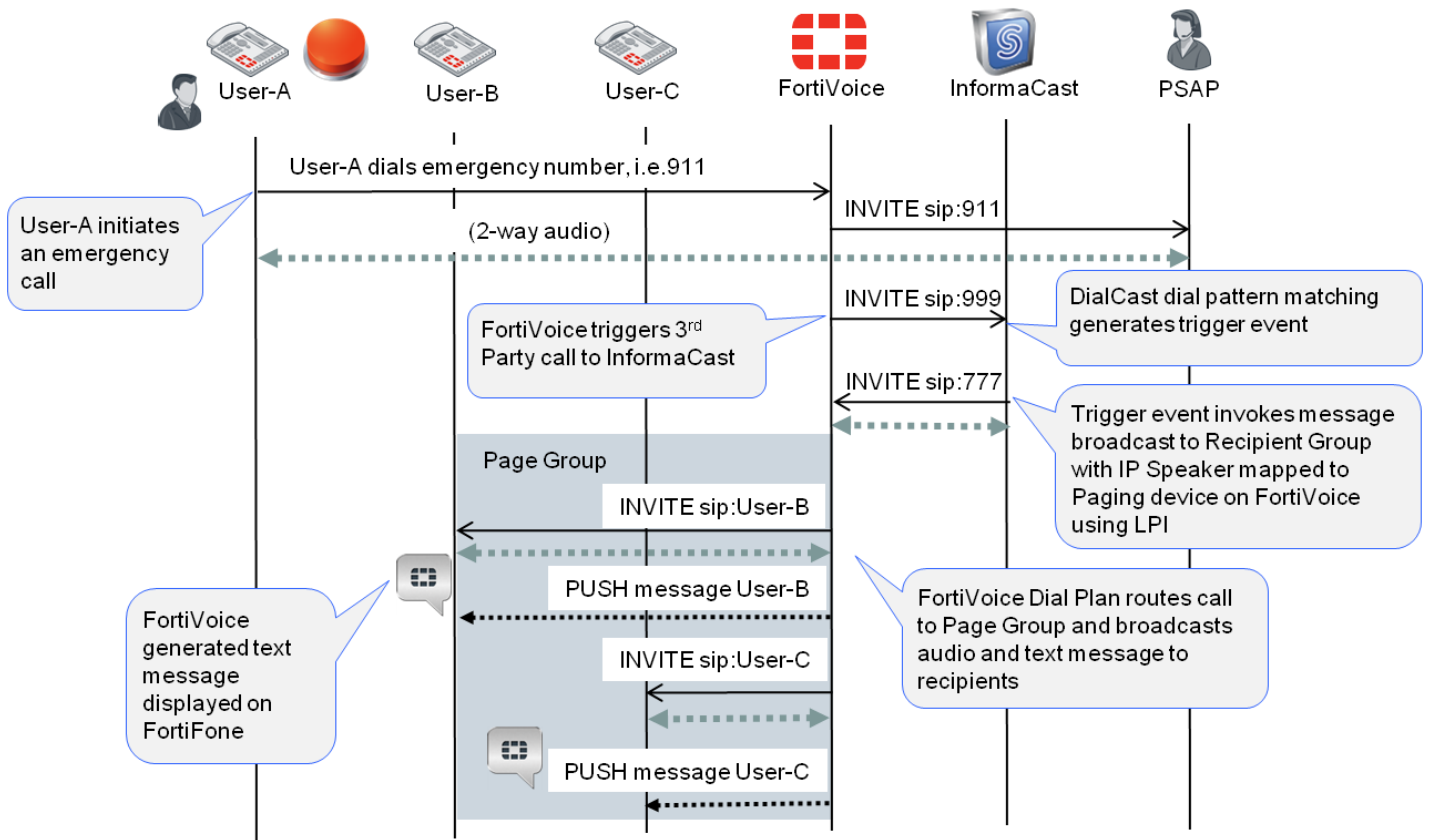 User-A
User-B
User-C
FortiVoice
InformaCast
PSAP
User-A dials emergency number, i.e.911
User-A initiates
an emergency
call
INVITE sip:911
(2-way audio)
INVITE sip:999
DialCast dial pattern matching
generates trigger event
FortiVoice triggers 3rd
Party call to InformaCast
INVITE sip:777
Trigger event invokes message
broadcast to Recipient Group
with IP Speaker mapped to
Paging device on FortiVoice
using LPI
Page Group
INVITE sip:User-B
PUSH message User-B
FortiVoice
generated text
message
displayed on
FortiFone
FortiVoice Dial Plan routes call
to Page Group and broadcasts
audio and text message to
recipients
INVITE sip:User-C
PUSH message User-C